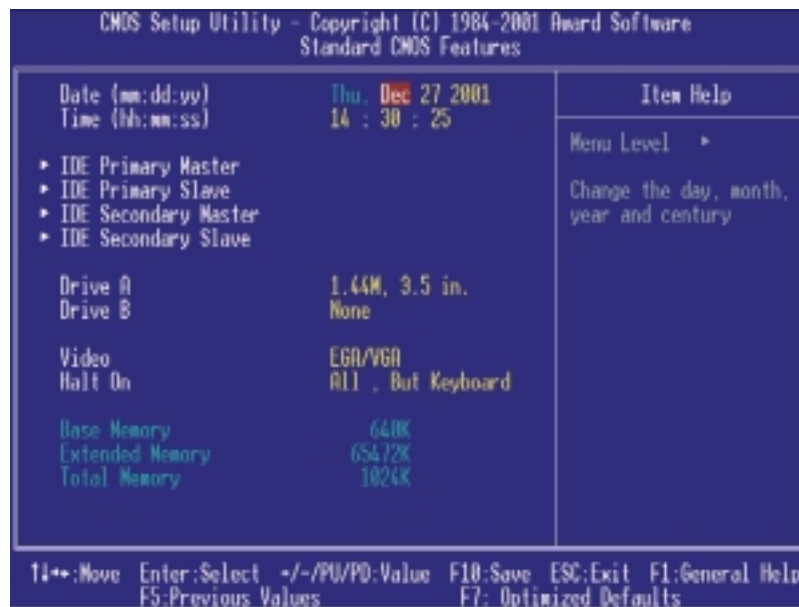 CMOS Setup Utility - Copyright (C) 1984-2001 Award Software
Standard CMOS Features
Date (mm:dd:yy) Thu, Dec 27 2001
Time (hh:mm:ss) 14 : 30 : 25
▸ IDE Primary Master
▸ IDE Primary Slave
▸ IDE Secondary Master
▸ IDE Secondary Slave
Drive A 1.44M, 3.5 in.
Drive B None
Video EGA/VGA
Halt On All , But Keyboard
Base Memory 640K
Extended Memory 65472K
Total Memory 1024K
Item Help
Menu Level ▸
Change the day, month,
year and century
↑↓→←:Move Enter:Select +/-/PU/PD:Value F10:Save ESC:Exit F1:General Help
F5:Previous Values F7: Optimized Defaults